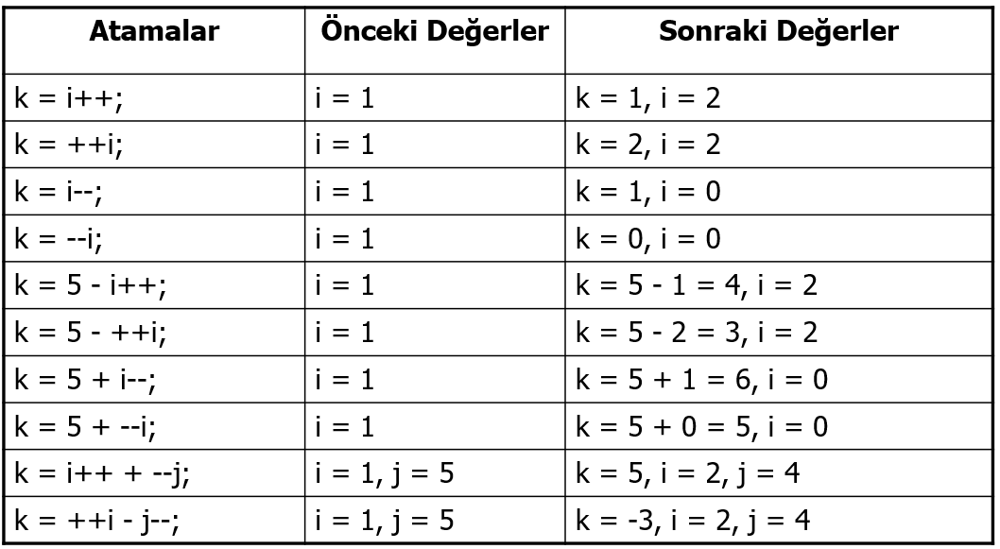 Atamalar Önceki Değerler Sonraki Değerler
k = i++; i = 1 k = 1, i = 2
k = ++i; i = 1 k = 2, i = 2
k = i--; i = 1 k = 1, i = 0
k = --i; i = 1 k = 0, i = 0
k = 5 - i++; i = 1 k = 5 - 1 = 4, i = 2
k = 5 - ++i; i = 1 k = 5 - 2 = 3, i = 2
k = 5 + i--; i = 1 k = 5 + 1 = 6, i = 0
k = 5 + --i; i = 1 k = 5 + 0 = 5, i = 0
k = i++ + --j; i = 1, j = 5 k = 5, i = 2, j = 4
k = ++i - j--; i = 1, j = 5 k = -3, i = 2, j = 4